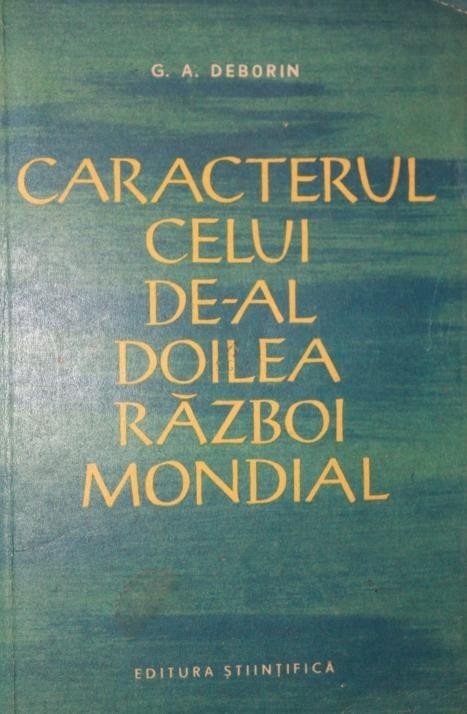 G. A. DEBORIN
CARACTERUL
CELUI
DE-AL
DOILEA
RĂZBOI
MONDIAL
EDITURA ȘTIINȚIFICĂ